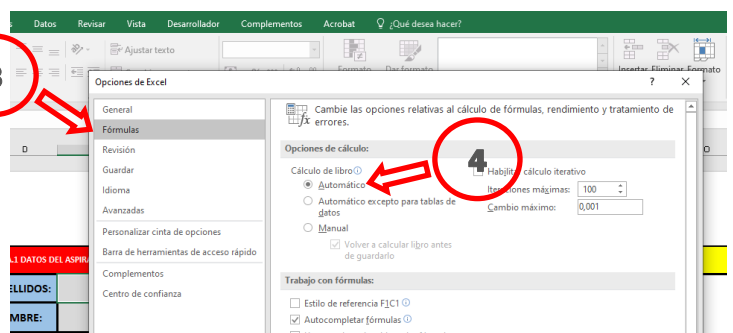 Datos Revisar Vista Desarrollador Complementos Acrobat ¿Qué desea hacer?
Ajustar texto
Formato Dar formato Insertar Eliminar Formato
Opciones de Excel ? ×
General
Fórmulas
Revisión
Guardar
Idioma
Avanzadas
Personalizar cinta de opciones
Barra de herramientas de acceso rápido
Complementos
Centro de confianza
Cambie las opciones relativas al cálculo de fórmulas, rendimiento y tratamiento de
errores.
Opciones de cálculo:
4
Cálculo de libro
Habilitar cálculo iterativo
Automático
Iteraciones máximas: 100
Automático excepto para tablas de
datos
Cambio máximo: 0,001
Manual
Volver a calcular libro antes
de guardarlo
Trabajo con fórmulas:
Estilo de referencia F1C1
Autocompletar fórmulas
D
O
.1 DATOS DEL ASPIRA
ELLIDOS:
MBRE: